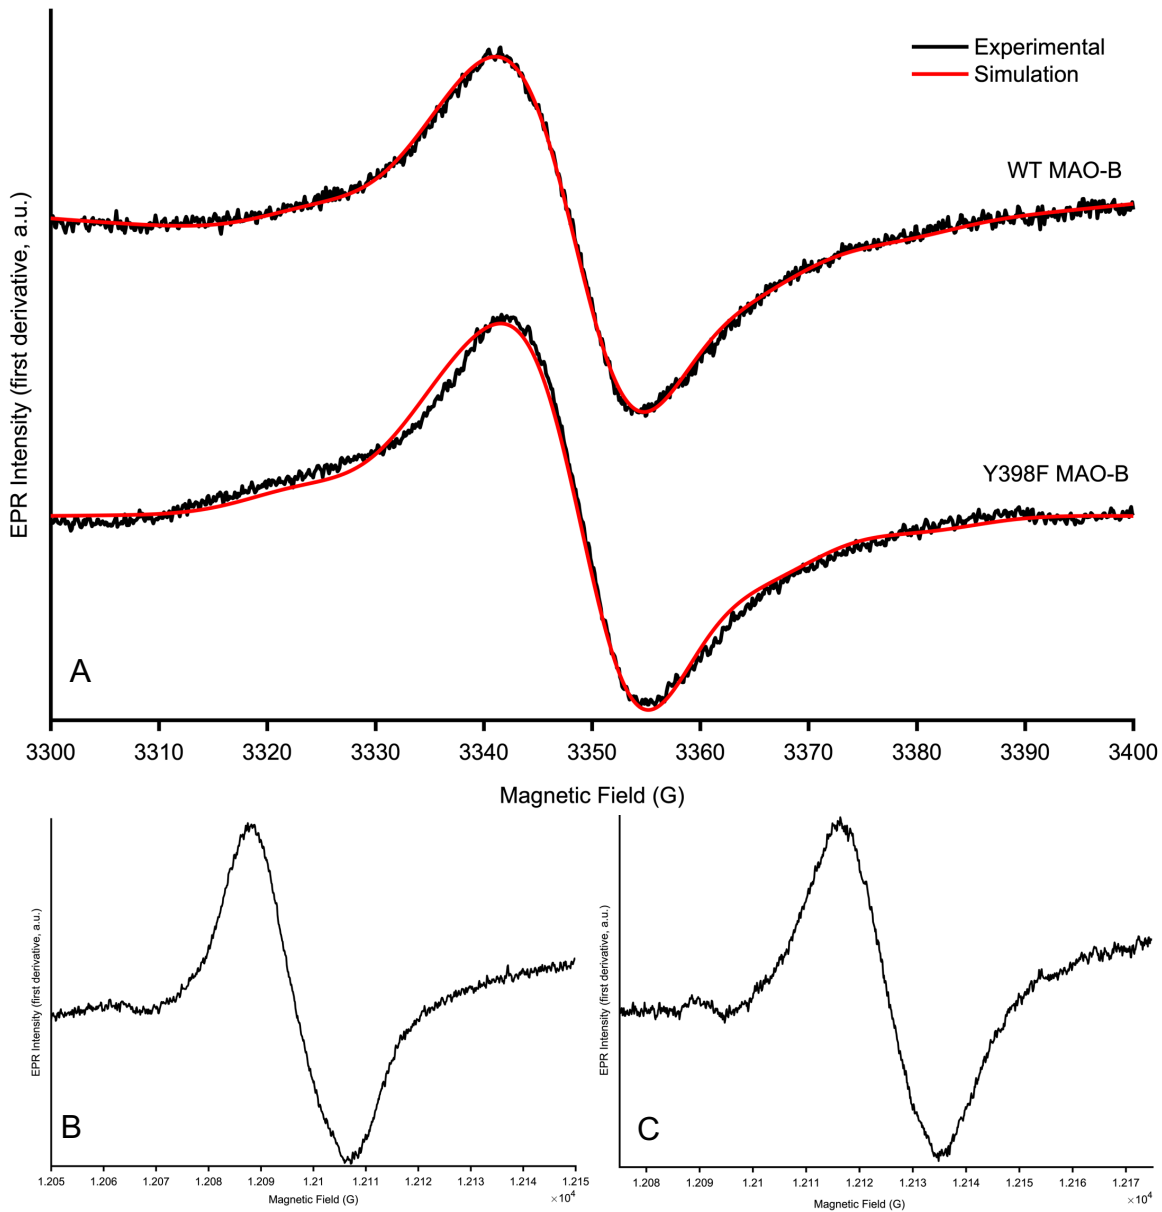 Experimental
Simulation
WT MAO-B
EPR Intensity (first derivative, a.u.)
Y398F MAO-B
A
3300 3310 3320 3330 3340 3350 3360 3370 3380 3390 3400
Magnetic Field (G)
EPR Intensity (first derivative, a.u.)
B
1.205 1.206 1.207 1.208 1.209 1.21 1.211 1.212 1.213 1.214 1.215
×10⁴
Magnetic Field (G)
EPR Intensity (first derivative, a.u.)
C
1.208 1.209 1.21 1.211 1.212 1.213 1.214 1.215 1.216 1.217
×10⁴
Magnetic Field (G)